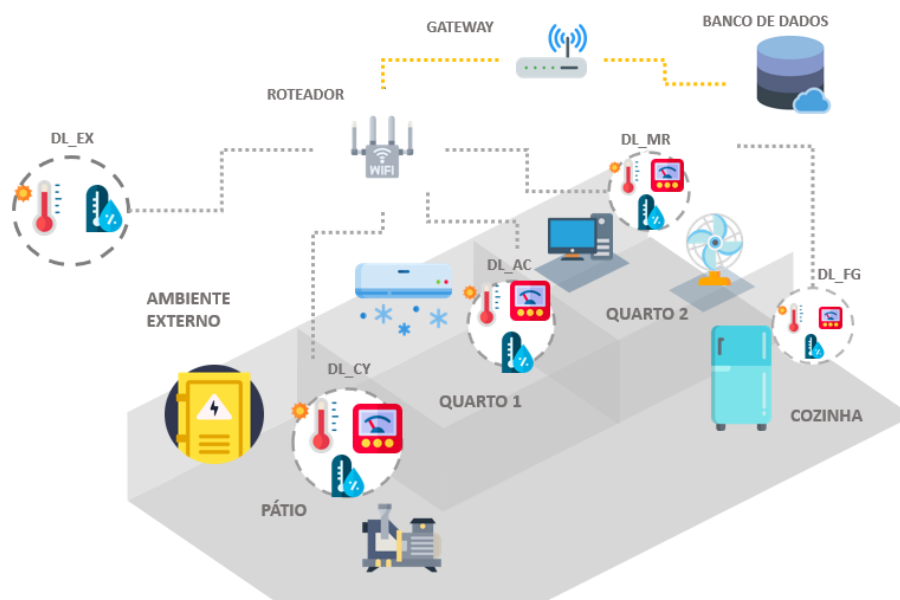 BANCO DE DADOS
GATEWAY
ROTEADOR
DL_EX
WIFI
DL_MR
DL_AC
DL_FG
AMBIENTE
EXTERNO
QUARTO 2
DL_CY
QUARTO 1
COZINHA
PÁTIO
%
%
%
%
%